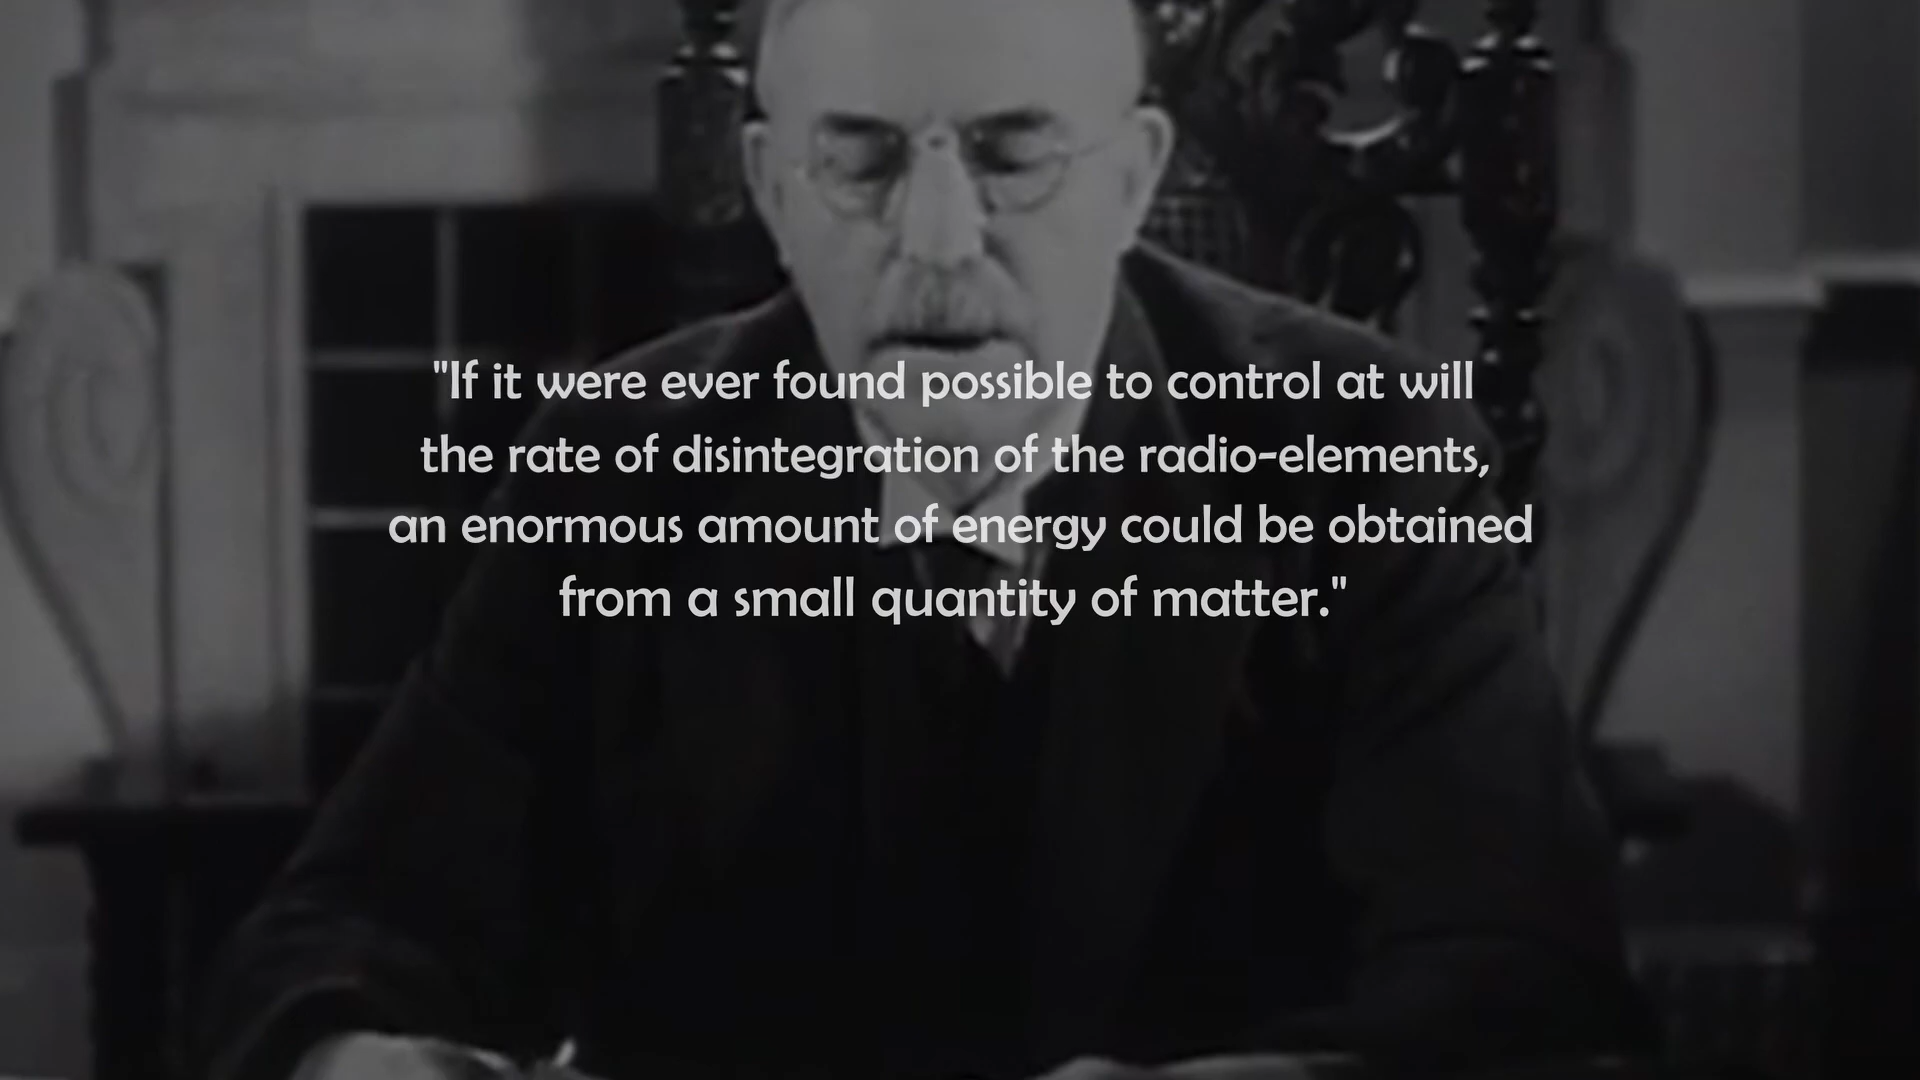 "If it were ever found possible to control at will
the rate of disintegration of the radio-elements,
an enormous amount of energy could be obtained
from a small quantity of matter."